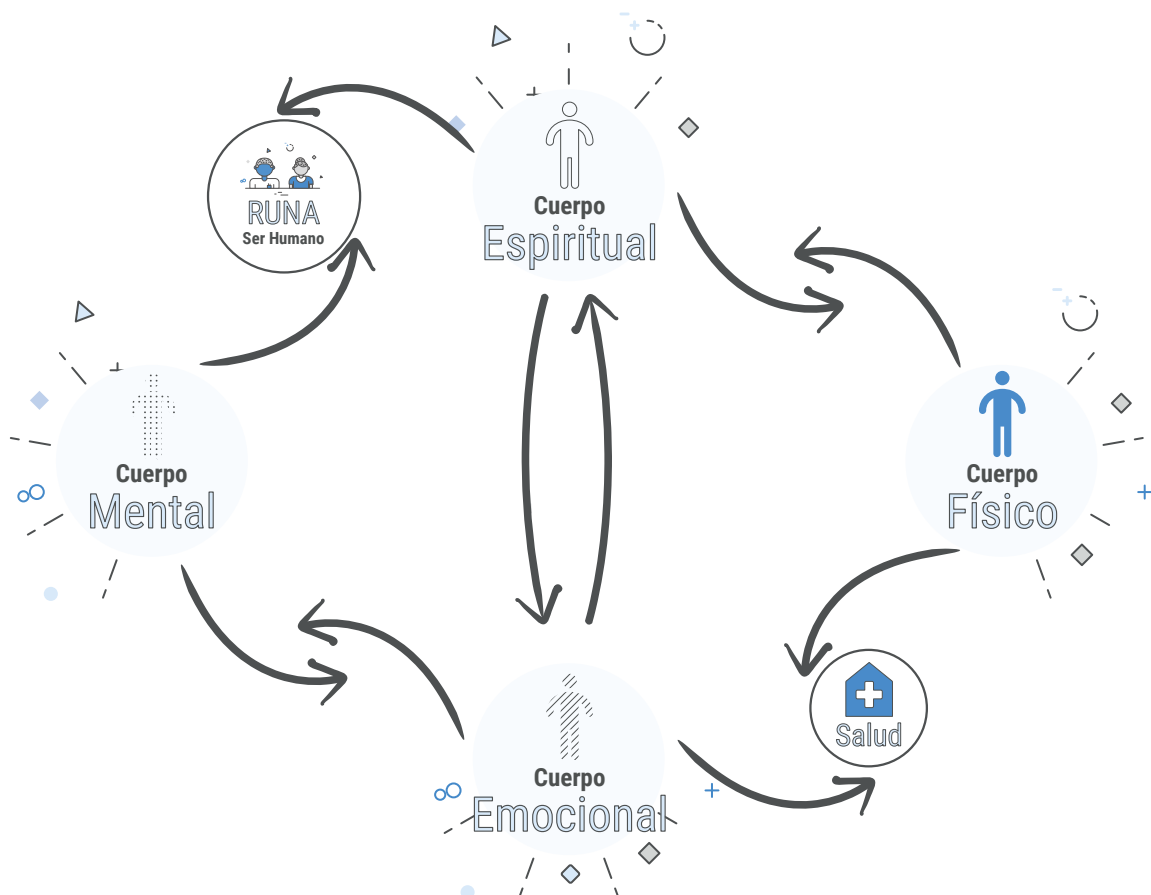 Cuerpo
Espiritual
RUNA
Ser Humano
Cuerpo
Mental
Cuerpo
Físico
Salud
Cuerpo
Emocional